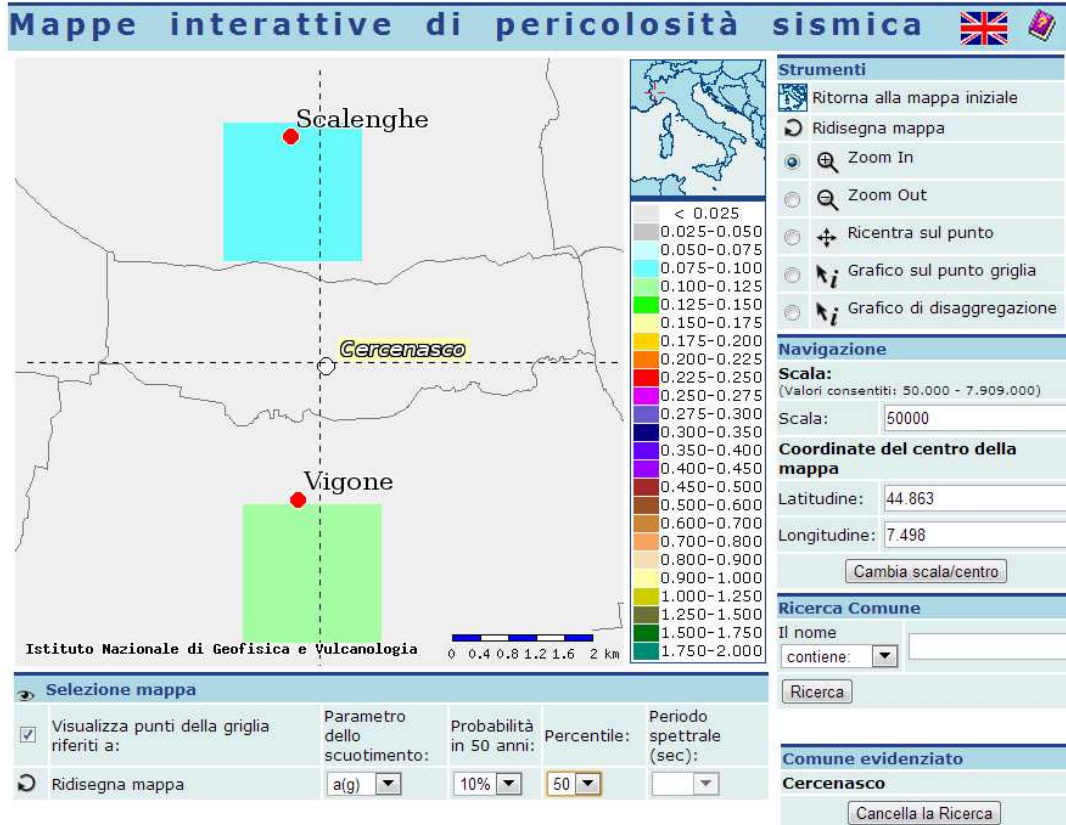 Mappe interattive di pericolosità sismica
Scalenghe
Cercenasco
Vigone
Istituto Nazionale di Geofisica e Vulcanologia
0 0.4 0.8 1.2 1.6 2 km
< 0.025
0.025-0.050
0.050-0.075
0.075-0.100
0.100-0.125
0.125-0.150
0.150-0.175
0.175-0.200
0.200-0.225
0.225-0.250
0.250-0.275
0.275-0.300
0.300-0.350
0.350-0.400
0.400-0.450
0.450-0.500
0.500-0.600
0.600-0.700
0.700-0.800
0.800-0.900
0.900-1.000
1.000-1.250
1.250-1.500
1.500-1.750
1.750-2.000
Strumenti
Ritorna alla mappa iniziale
Ridisegna mappa
Zoom In
Zoom Out
Ricentra sul punto
i Grafico sul punto griglia
i Grafico di disaggregazione
Navigazione
Scala:
(Valori consentiti: 50.000 - 7.909.000)
Scala: 50000
Coordinate del centro della
mappa
Latitudine: 44.863
Longitudine: 7.498
Cambia scala/centro
Ricerca Comune
Il nome
contiene:
Ricerca
Comune evidenziato
Cercenasco
Cancella la Ricerca
Selezione mappa
Visualizza punti della griglia
riferiti a:
Parametro
dello
scuotimento:
Probabilità
in 50 anni:
Percentile:
Periodo
spettrale
(sec):
Ridisegna mappa
a(g)
10%
50